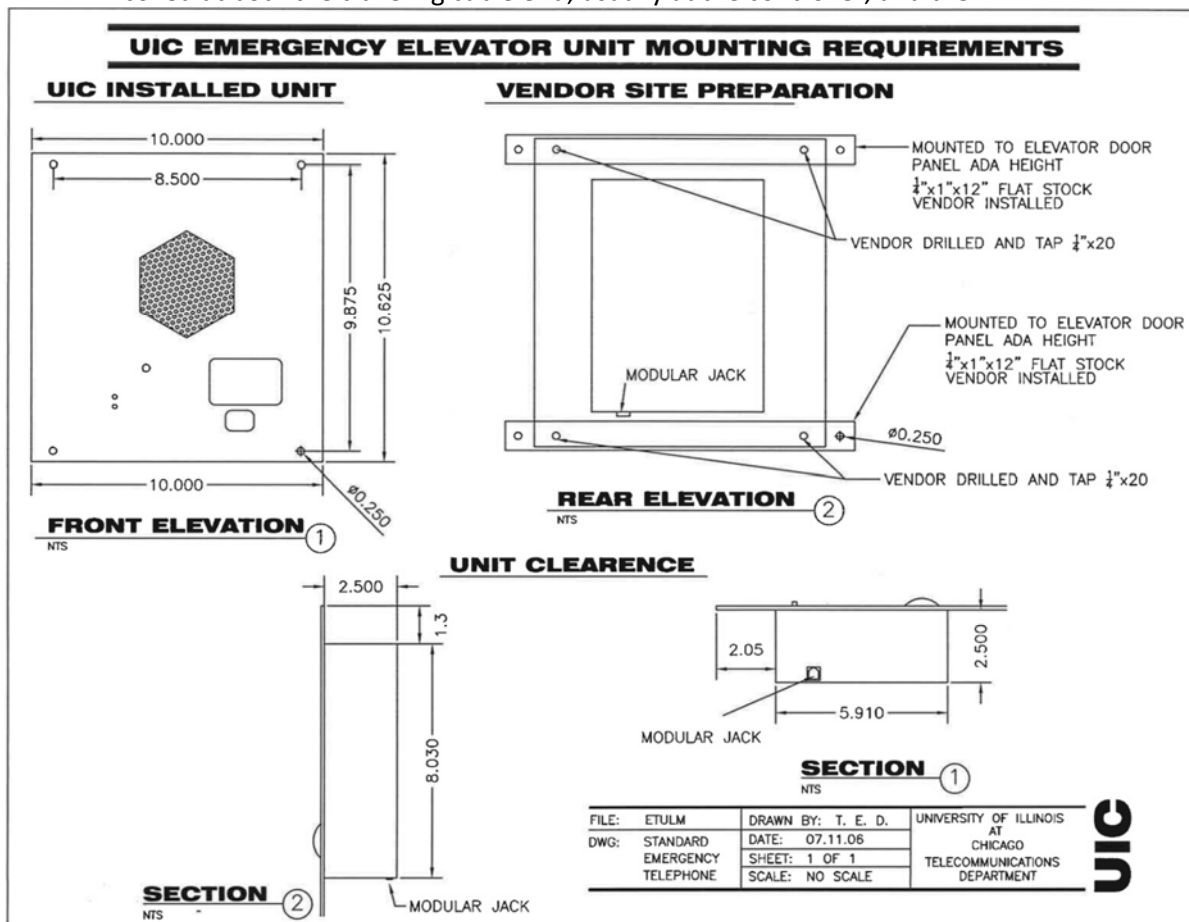 UIC EMERGENCY ELEVATOR UNIT MOUNTING REQUIREMENTS
UIC INSTALLED UNIT
10.000
8.500
9.875
10.625
10.000
Ø0.250
FRONT ELEVATION 1
NTS
VENDOR SITE PREPARATION
MOUNTED TO ELEVATOR DOOR
PANEL ADA HEIGHT
1/4"x1"x12" FLAT STOCK
VENDOR INSTALLED
VENDOR DRILLED AND TAP 1/4"x20
MODULAR JACK
MOUNTED TO ELEVATOR DOOR
PANEL ADA HEIGHT
1/4"x1"x12" FLAT STOCK
VENDOR INSTALLED
Ø0.250
VENDOR DRILLED AND TAP 1/4"x20
REAR ELEVATION 2
NTS
UNIT CLEARENCE
2.500
1.3
8.030
MODULAR JACK
SECTION 2
NTS
2.05
2.500
5.910
MODULAR JACK
SECTION 1
NTS
FILE: ETULM
DWG: STANDARD
EMERGENCY
TELEPHONE
DRAWN BY: T. E. D.
DATE: 07.11.06
SHEET: 1 OF 1
SCALE: NO SCALE
UNIVERSITY OF ILLINOIS
AT
CHICAGO
TELECOMMUNICATIONS
DEPARTMENT
UIC